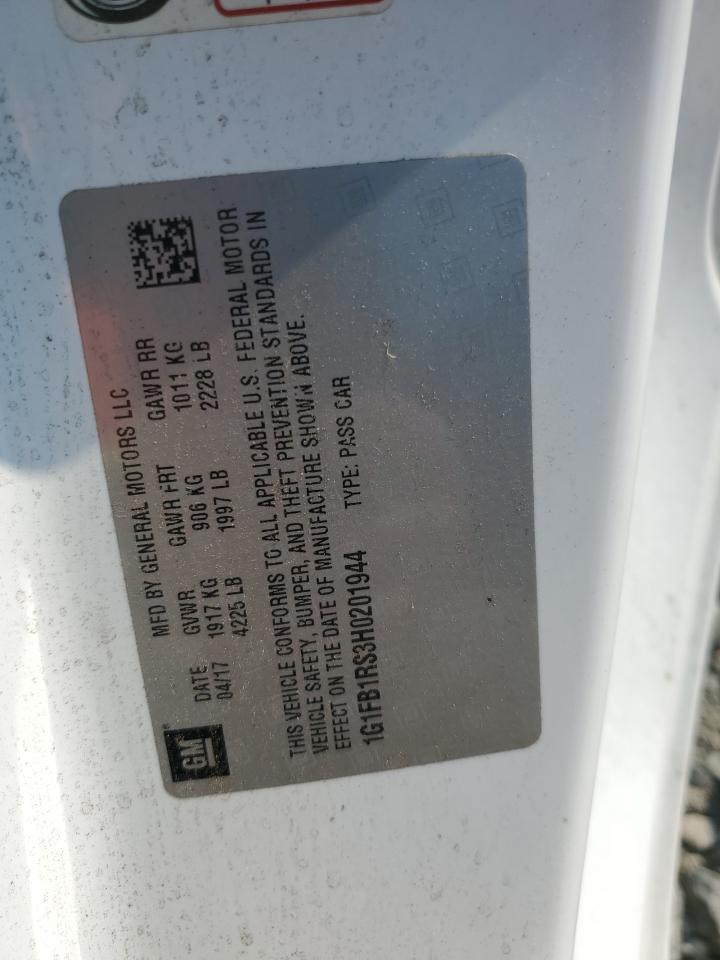 MFD BY GENERAL MOTORS LLC
DATE GVWR GAWR FRT GAWR RR
04/17 1917 KG 906 KG 1011 KG
4225 LB 1997 LB 2228 LB
GM®
THIS VEHICLE CONFORMS TO ALL APPLICABLE U.S. FEDERAL MOTOR
VEHICLE SAFETY, BUMPER, AND THEFT PREVENTION STANDARDS IN
EFFECT ON THE DATE OF MANUFACTURE SHOWN ABOVE.
1G1FB1RS3H0201944 TYPE: PASS CAR